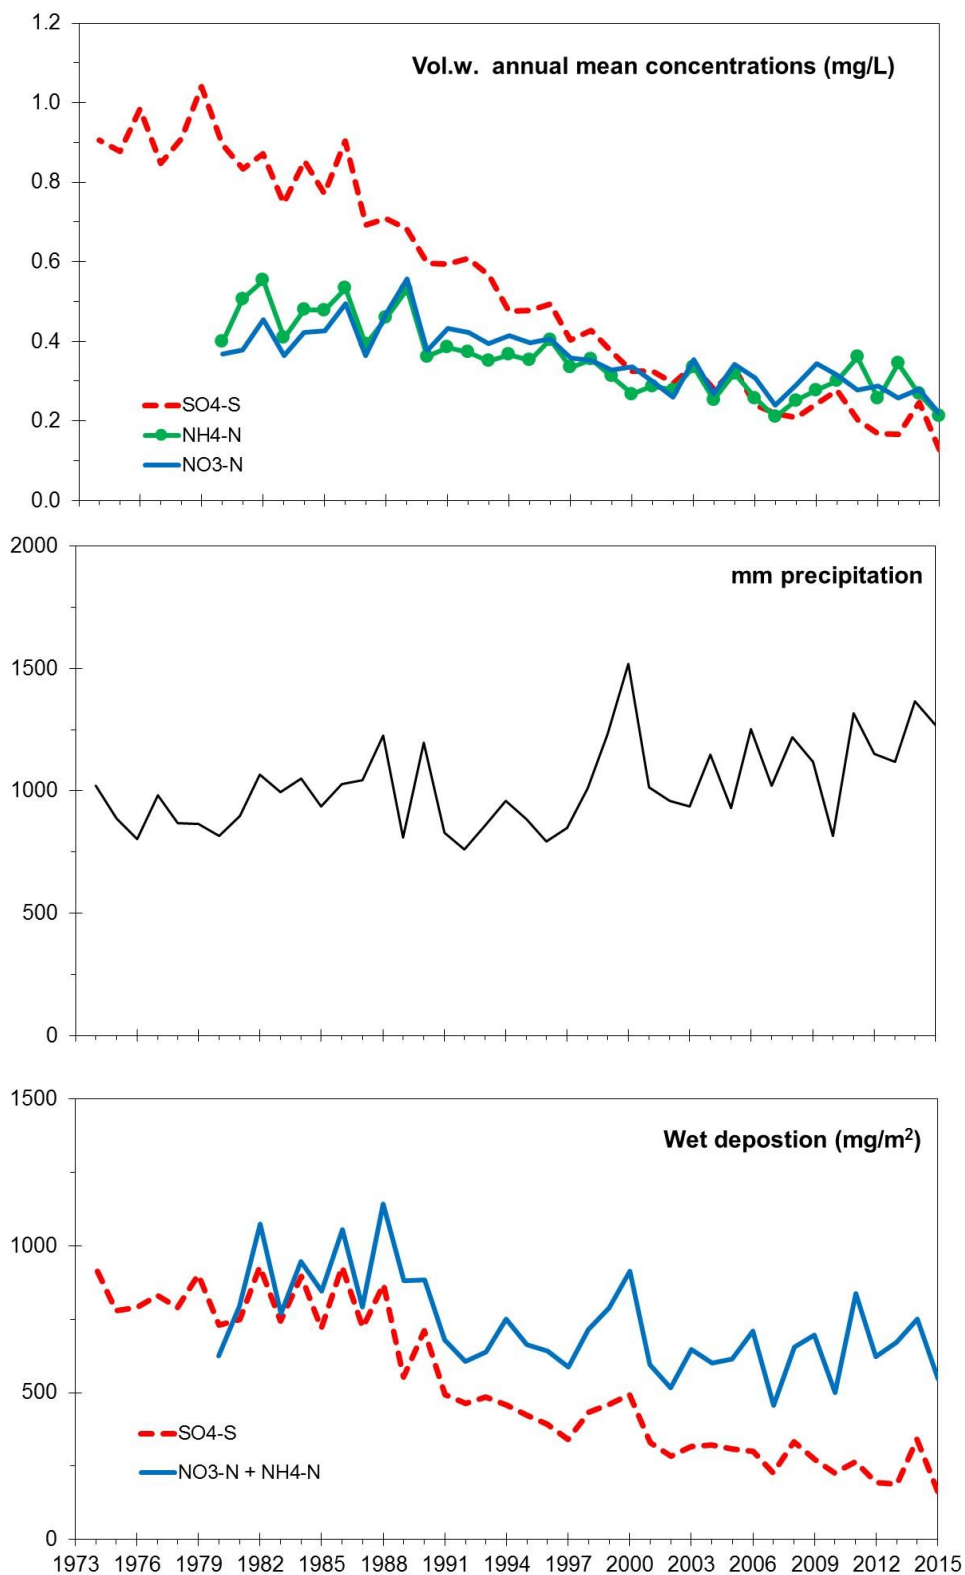 1.2
Vol.w. annual mean concentrations (mg/L)
1.0
0.8
0.6
0.4
SO4-S
0.2
NH4-N
NO3-N
0.0
2000
mm precipitation
1500
1000
500
0
1500
Wet depostion (mg/m²)
1000
500
SO4-S
NO3-N + NH4-N
0
1973 1976 1979 1982 1985 1988 1991 1994 1997 2000 2003 2006 2009 2012 2015